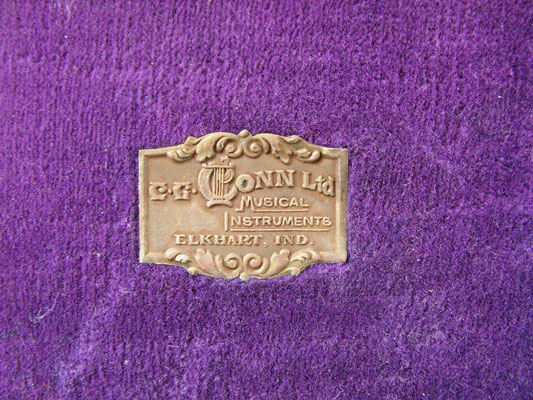 C.G. CONN Ltd
MUSICAL
INSTRUMENTS
ELKHART, IND.